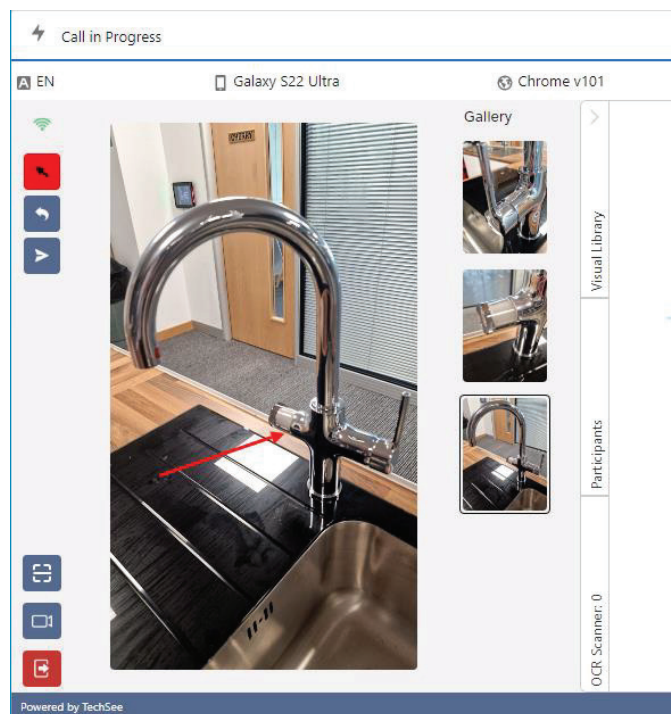 Call in Progress
A EN
Galaxy S22 Ultra
Chrome v101
Gallery
Visual Library
Participants
OCR Scanner: 0
Powered by TechSee